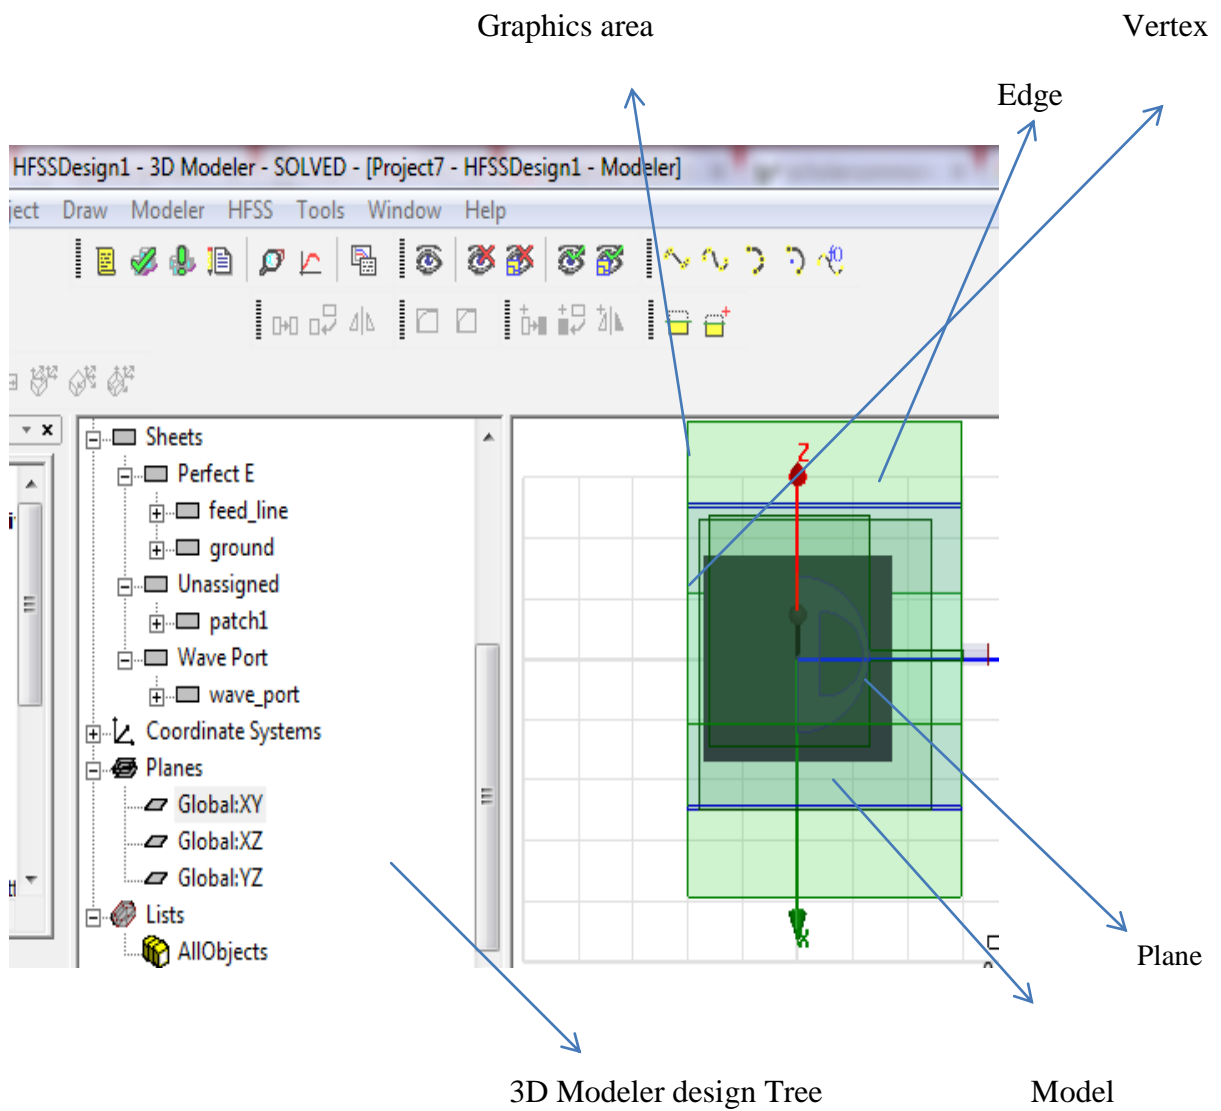 Graphics area Vertex
Edge
HFSSDesign1 - 3D Modeler - SOLVED - [Project7 - HFSSDesign1 - Modeler]
ject Draw Modeler HFSS Tools Window Help
Sheets
Perfect E
feed_line
ground
Unassigned
patch1
Wave Port
wave_port
Coordinate Systems
Planes
Global:XY
Global:XZ
Global:YZ
Lists
AllObjects
Z
X
Plane
3D Modeler design Tree Model